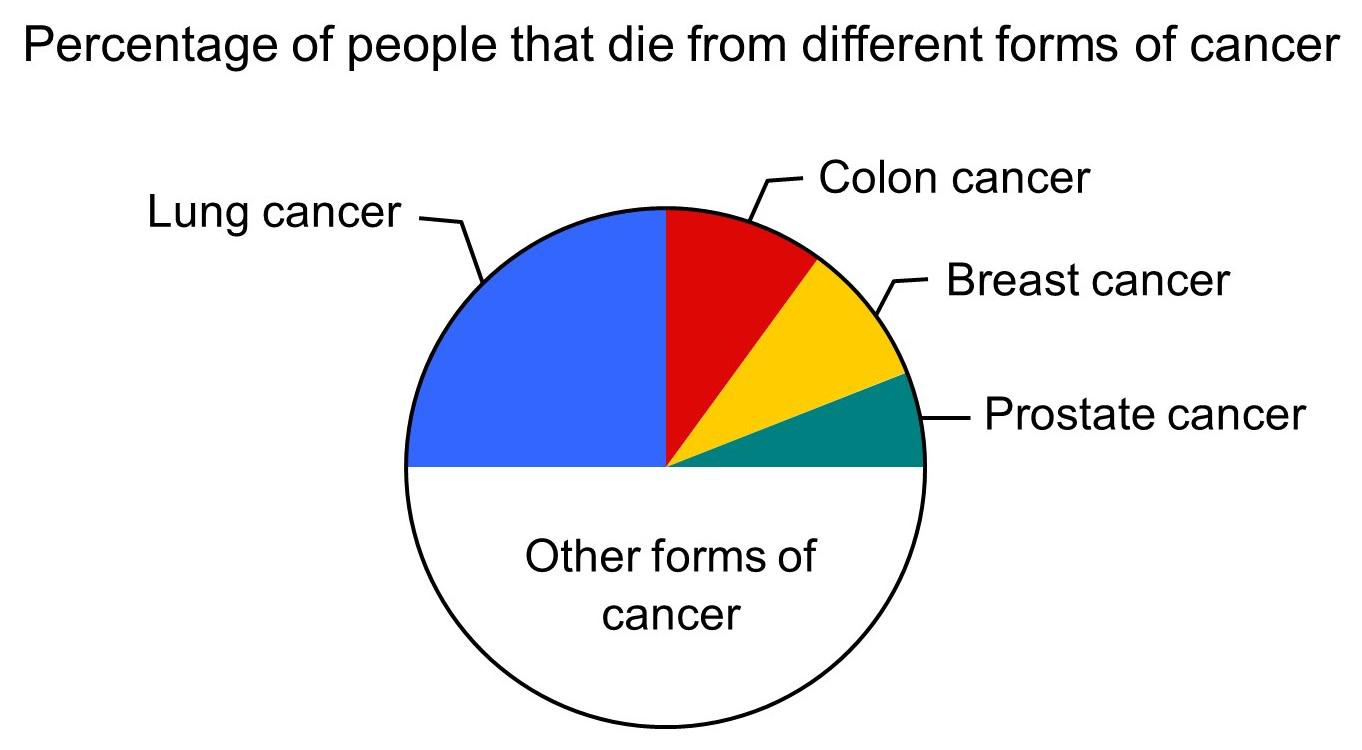 Percentage of people that die from different forms of cancer
Colon cancer
Lung cancer
Breast cancer
Prostate cancer
Other forms of
cancer